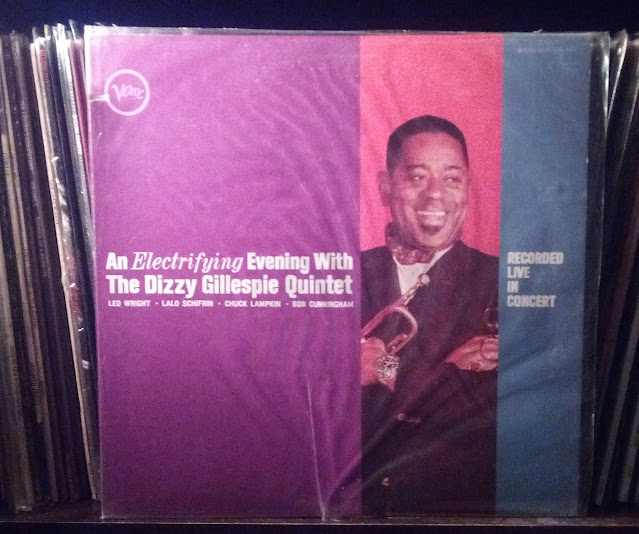 Verve
An Electrifying Evening With
The Dizzy Gillespie Quintet
LEO WRIGHT · LALO SCHIFRIN · CHUCK LAMPKIN · BOB CUNNINGHAM
RECORDED
LIVE
IN
CONCERT